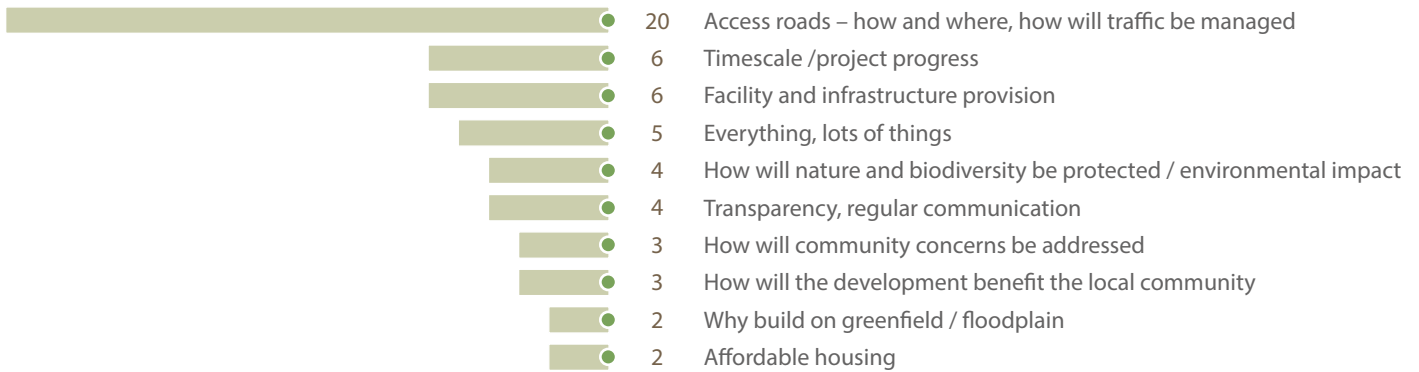 20 Access roads – how and where, how will traffic be managed
6 Timescale /project progress
6 Facility and infrastructure provision
5 Everything, lots of things
4 How will nature and biodiversity be protected / environmental impact
4 Transparency, regular communication
3 How will community concerns be addressed
3 How will the development benefit the local community
2 Why build on greenfield / floodplain
2 Affordable housing